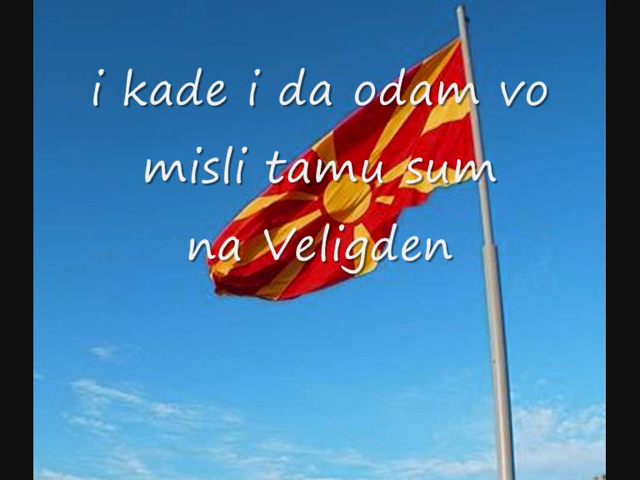 i kade i da odam vo
misli tamu sum
na Veligden